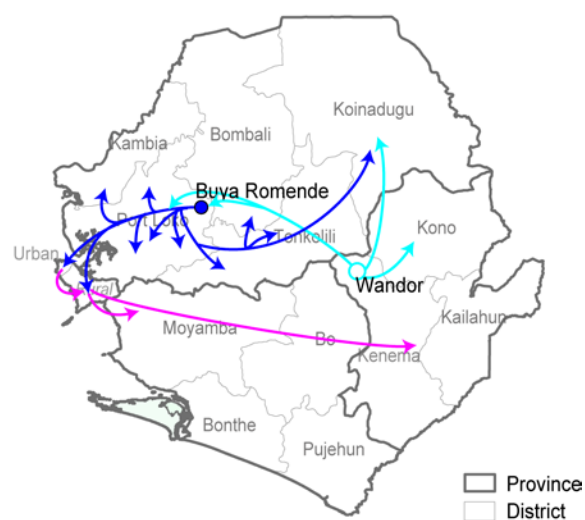 Koinadugu
Bombali
Kambia
Buya Romende
Port Loko
Kono
Tonkolili
Urban
Wandor
Rural
Kailahun
Moyamba
Bo
Kenema
Bonthe
Pujehun
Province
District